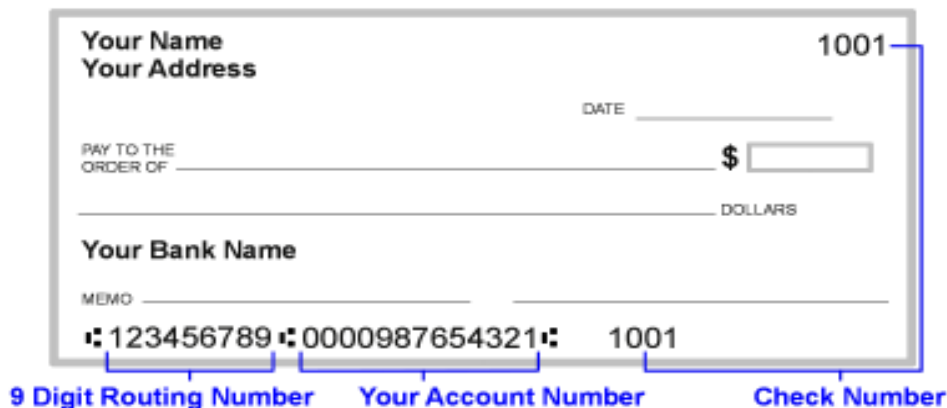 Your Name 1001
Your Address
DATE
PAY TO THE
ORDER OF $
DOLLARS
Your Bank Name
MEMO
⑆123456789⑆0000987654321⑆ 1001
9 Digit Routing Number Your Account Number Check Number